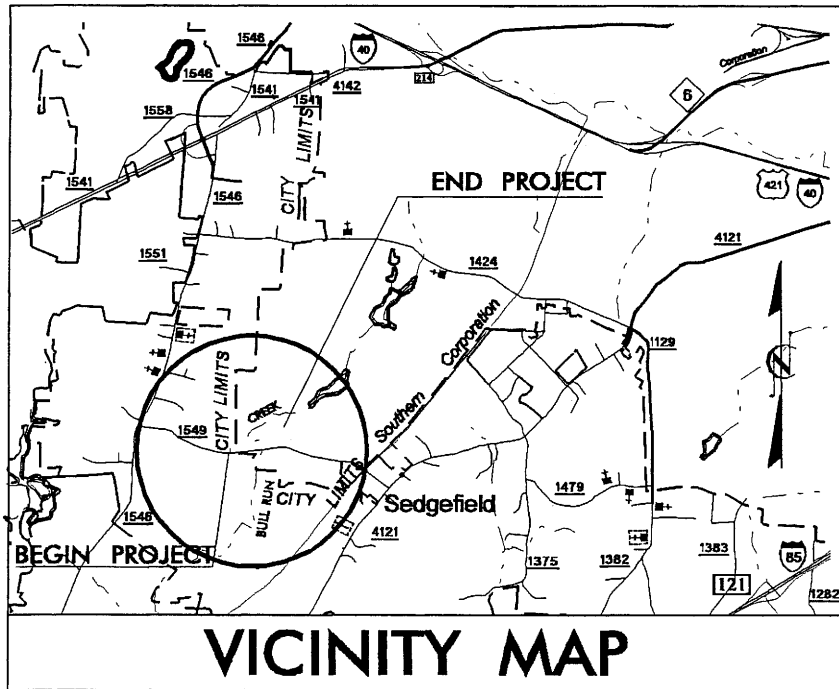 1546
40
Corporation
1546
214
1541
1541
4142
6
1558
CITY LIMITS
1541
END PROJECT
421
40
1546
4121
1551
1424
Southern Corporation
1129
CITY LIMITS
CREEK
1549
BULL RUN
CITY LIMITS
1479
Sedgefield
1546
4121
BEGIN PROJECT
1375
1382
1383
85
121
1282
VICINITY MAP